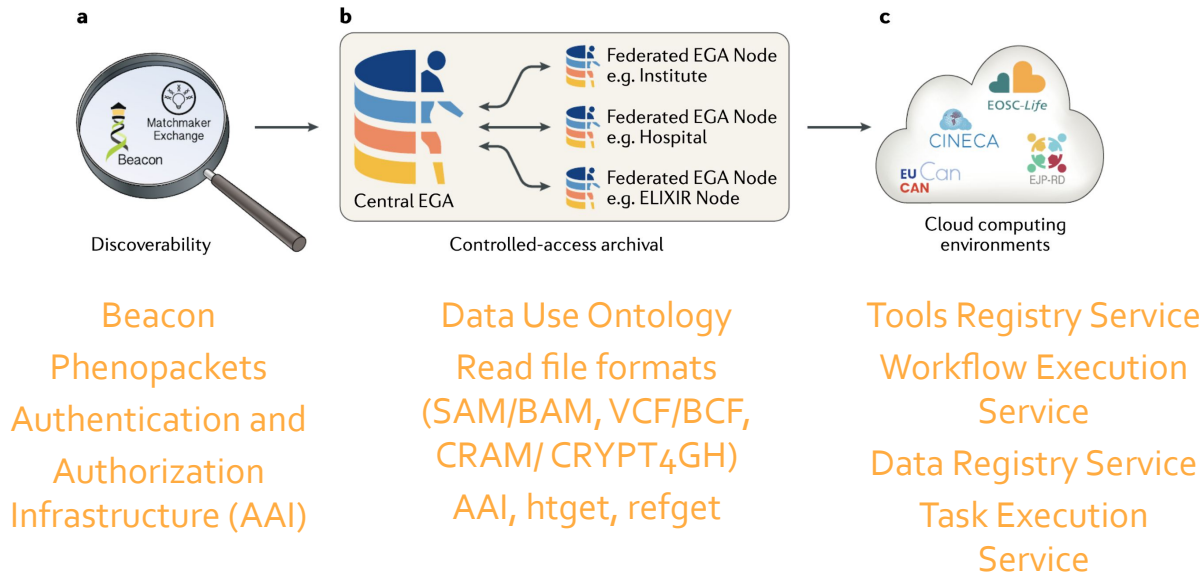 a
Matchmaker
Exchange
Beacon
Discoverability
b
Central EGA
Federated EGA Node
e.g. Institute
Federated EGA Node
e.g. Hospital
Federated EGA Node
e.g. ELIXIR Node
Controlled-access archival
c
EOSC-Life
CINECA
EU Can
CAN
EJP-RD
Cloud computing
environments
Beacon
Phenopackets
Authentication and
Authorization
Infrastructure (AAI)
Data Use Ontology
Read file formats
(SAM/BAM, VCF/BCF,
CRAM/ CRYPT4GH)
AAI, htget, refget
Tools Registry Service
Workflow Execution
Service
Data Registry Service
Task Execution
Service